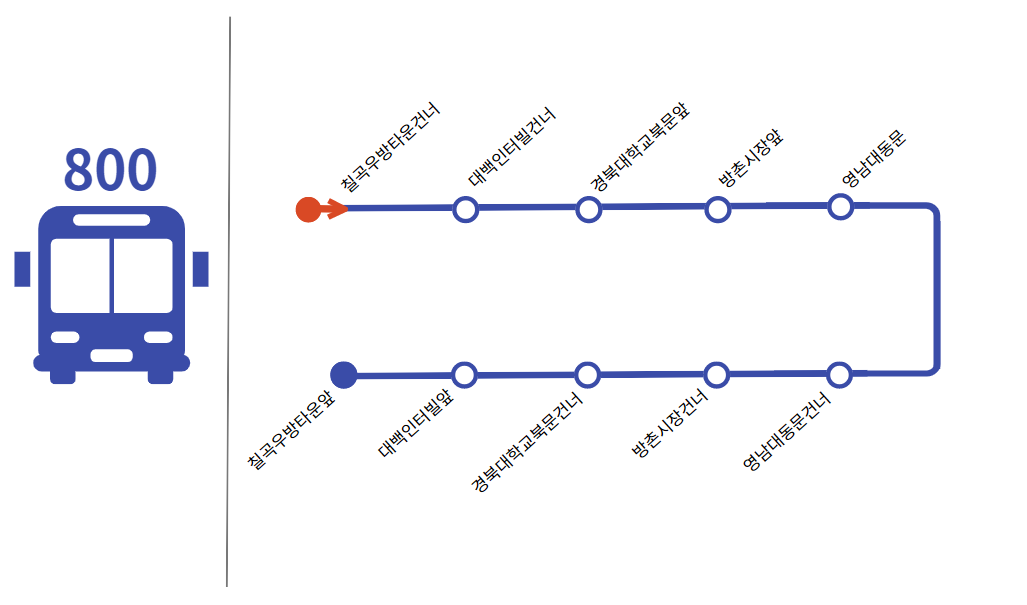 800
칠곡우방타운건너
대백인터빌건너
경북대학교북문앞
방촌시장앞
영남대동문
칠곡우방타운앞
대백인터빌앞
경북대학교북문건너
방촌시장건너
영남대동문건너